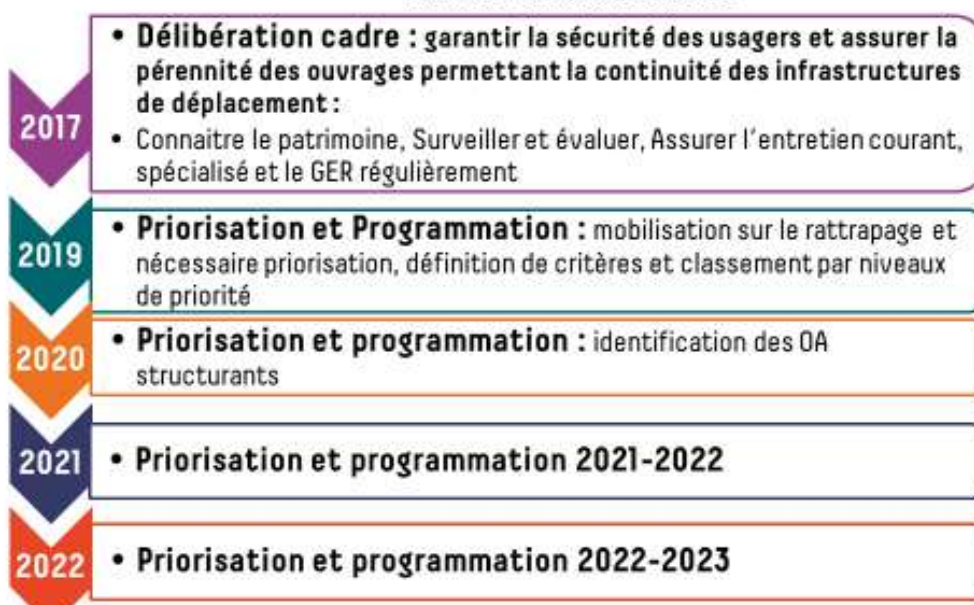 2017
• Délibération cadre : garantir la sécurité des usagers et assurer la
pérennité des ouvrages permettant la continuité des infrastructures
de déplacement :
• Connaitre le patrimoine, Surveiller et évaluer, Assurer l'entretien courant,
spécialisé et le GER régulièrement
2019
• Priorisation et Programmation : mobilisation sur le rattrapage et
nécessaire priorisation, définition de critères et classement par niveaux
de priorité
2020
• Priorisation et programmation : identification des OA
structurants
2021
• Priorisation et programmation 2021-2022
2022
• Priorisation et programmation 2022-2023